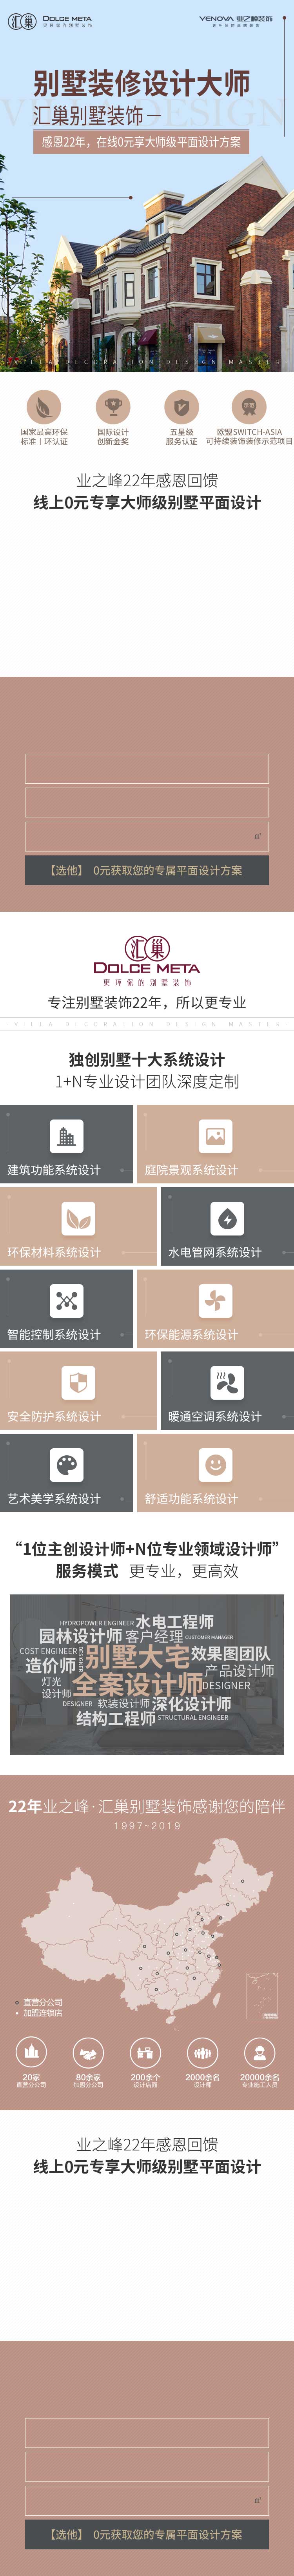 汇巢
DOLCE META
更环保的别墅装饰
YENOVA 业之峰装饰
VILLA DESIGN
别墅装修设计大师
汇巢别墅装饰—
感恩22年，在线0元享大师级平面设计方案
VILLA DECORATION DESIGN MASTER
国家最高环保
标准十环认证
国际设计
创新金奖
五星级
服务认证
欧盟SWITCH-ASIA
可持续装饰装修示范项目
业之峰22年感恩回馈
线上0元专享大师级别墅平面设计
【选他】 0元获取您的专属平面设计方案
汇巢
DOLCE META
更环保的别墅装饰
专注别墅装饰22年，所以更专业
-VILLA DECORATION DESIGN MASTER-
独创别墅十大系统设计
1+N专业设计团队深度定制
建筑功能系统设计
庭院景观系统设计
环保材料系统设计
水电管网系统设计
智能控制系统设计
环保能源系统设计
安全防护系统设计
暖通空调系统设计
艺术美学系统设计
舒适功能系统设计
“1位主创设计师+N位专业领域设计师”
服务模式 更专业，更高效
HYDROPOWER ENGINEER 水电工程师
园林设计师 客户经理 CUSTOMER MANAGER
COST ENGINEER DESIGNER 别墅大宅 效果图团队
造价师 产品设计师
灯光
设计师 全案设计师 DESIGNER
DESIGNER 软装设计师 深化设计师
结构工程师 STRUCTURAL ENGINEER
22年业之峰·汇巢别墅装饰感谢您的陪伴
1997~2019
直营分公司
加盟连锁店
20家
直营分公司
80余家
加盟分公司
200余个
设计店面
2000余名
设计师
20000余名
专业施工人员
业之峰22年感恩回馈
线上0元专享大师级别墅平面设计
【选他】 0元获取您的专属平面设计方案